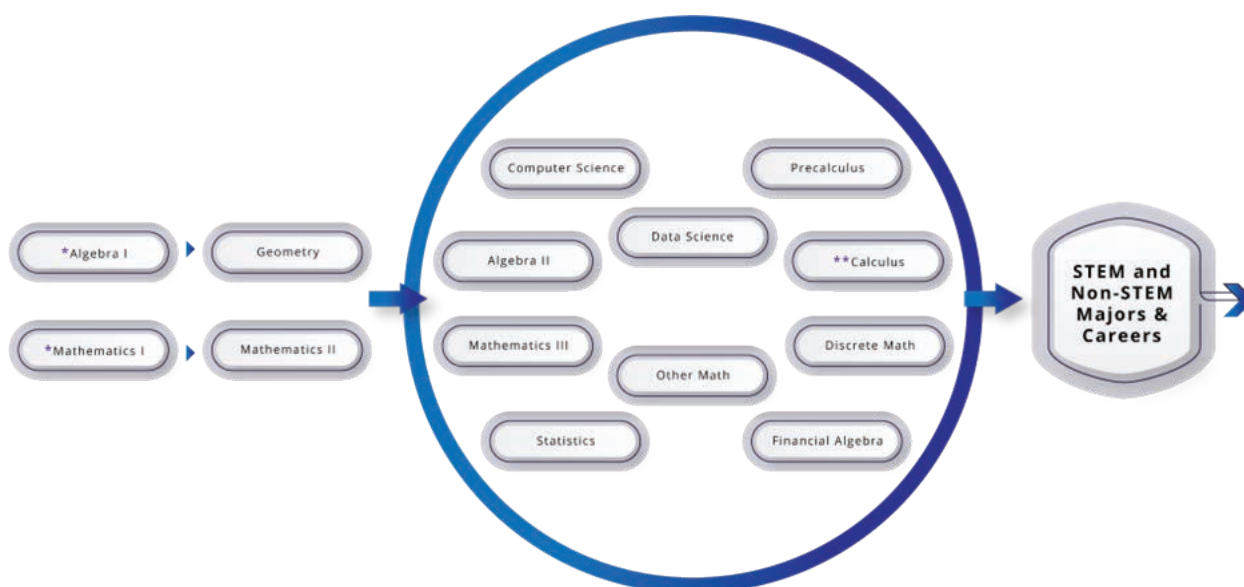 *Algebra I
Geometry
*Mathematics I
Mathematics II
Computer Science
Precalculus
Data Science
Algebra II
**Calculus
Mathematics III
Discrete Math
Other Math
Statistics
Financial Algebra
STEM and
Non-STEM
Majors &
Careers